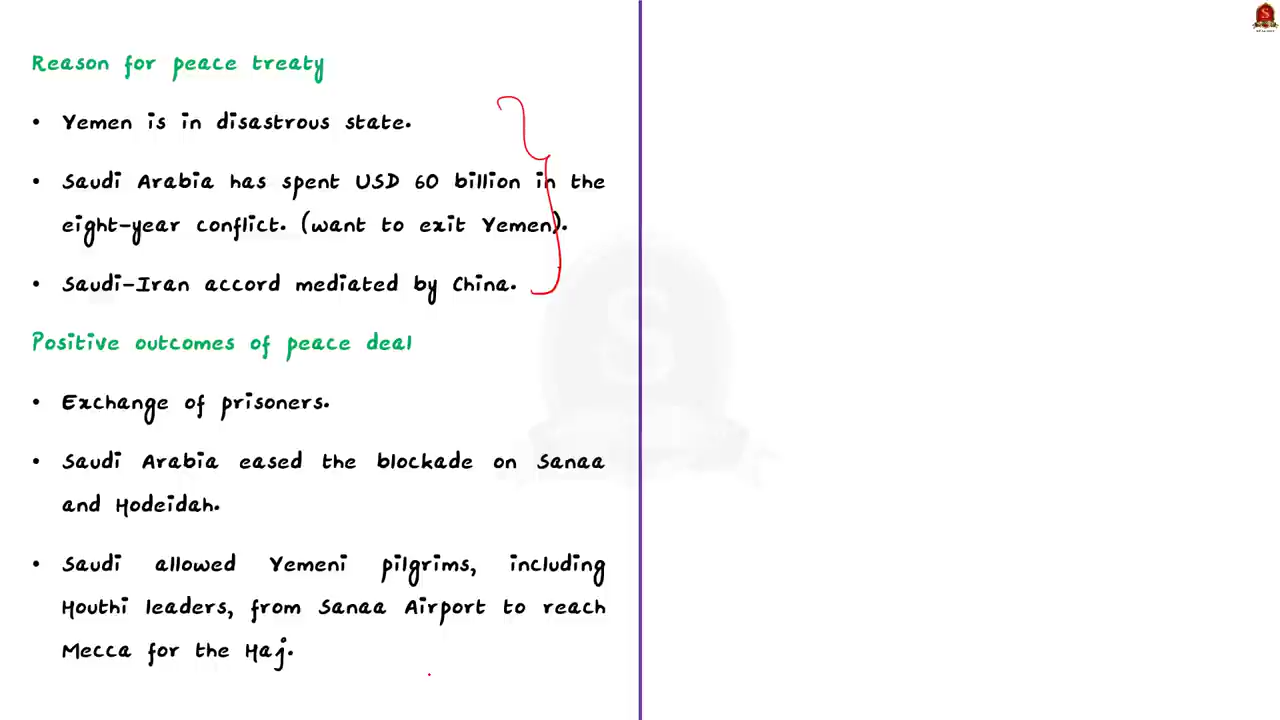 Reason for peace treaty
• Yemen is in disastrous state.
• Saudi Arabia has spent USD 60 billion in the
eight-year conflict. (want to exit Yemen).
• Saudi-Iran accord mediated by China.
Positive outcomes of peace deal
• Exchange of prisoners.
• Saudi Arabia eased the blockade on Sanaa
and Hodeidah.
• Saudi allowed Yemeni pilgrims, including
Houthi leaders, from Sanaa Airport to reach
Mecca for the Haj.
S